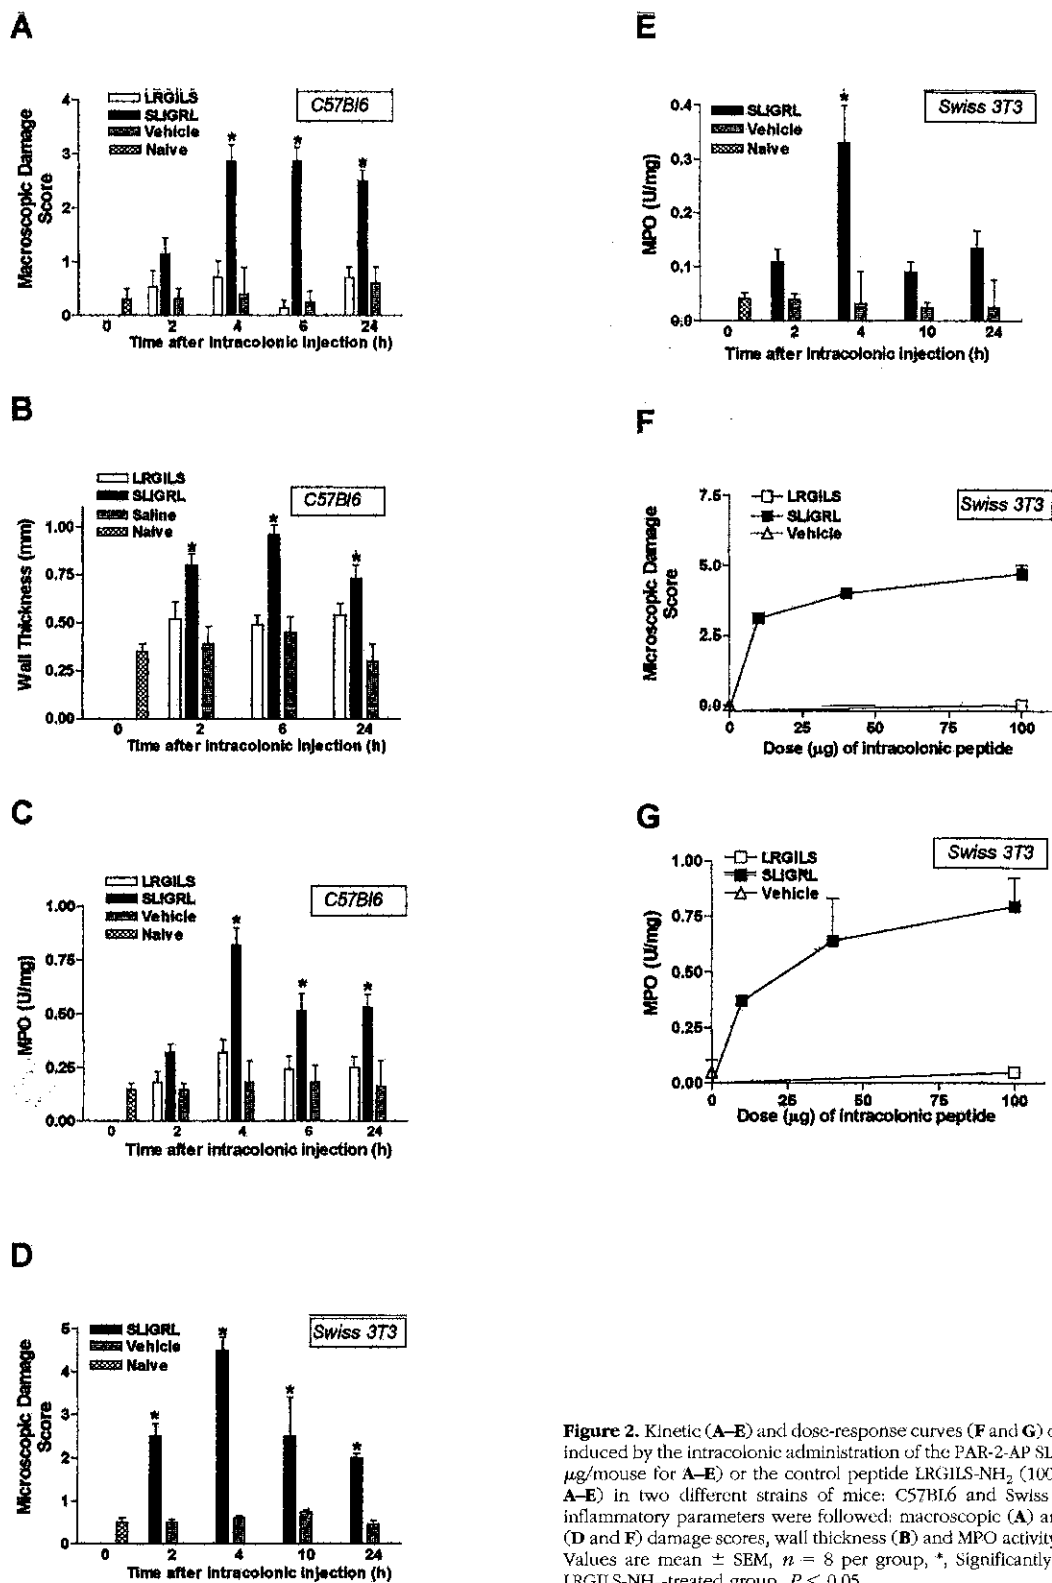 A
LRGILS
SLIGRL
Vehicle
Naive
C57Bl6
Macroscopic Damage
Score
4
3
2
1
0
0 2 4 6 24
Time after Intracolonic Injection (h)
B
LRGILS
SLIGRL
Saline
Naive
C57Bl6
Wall Thickness (mm)
1.00
0.75
0.50
0.25
0.00
0 2 6 24
Time after Intracolonic injection (h)
C
LRGILS
SLIGRL
Vehicle
Naive
C57Bl6
MPO (U/mg)
1.00
0.75
0.50
0.25
0.00
0 2 4 6 24
Time after intracolonic injection (h)
D
SLIGRL
Vehicle
Naive
Swiss 3T3
Microscopic Damage
Score
5
4
3
2
1
0
0 2 4 10 24
Time after intracolonic injection (h)
E
SLIGRL
Vehicle
Naive
Swiss 3T3
MPO (U/mg)
0.4
0.3
0.2
0.1
0.0
0 2 4 10 24
Time after Intracolonic Injection (h)
F
LRGILS
SLIGRL
Vehicle
Swiss 3T3
Microscopic Damage
Score
7.5
5.0
2.5
0.0
0 25 50 75 100
Dose (µg) of intracolonic peptide
G
LRGILS
SLIGRL
Vehicle
Swiss 3T3
MPO (U/mg)
1.00
0.75
0.50
0.25
0.00
0 25 50 75 100
Dose (µg) of intracolonic peptide
Figure 2. Kinetic (A–E) and dose-response curves (F and G) o
induced by the intracolonic administration of the PAR-2-AP SL
µg/mouse for A–E) or the control peptide LRGILS-NH2 (100
A–E) in two different strains of mice: C57BL6 and Swiss
inflammatory parameters were followed: macroscopic (A) an
(D and F) damage scores, wall thickness (B) and MPO activity
Values are mean ± SEM, n = 8 per group, *, Significantly
LRGILS-NH2-treated group, P < 0.05